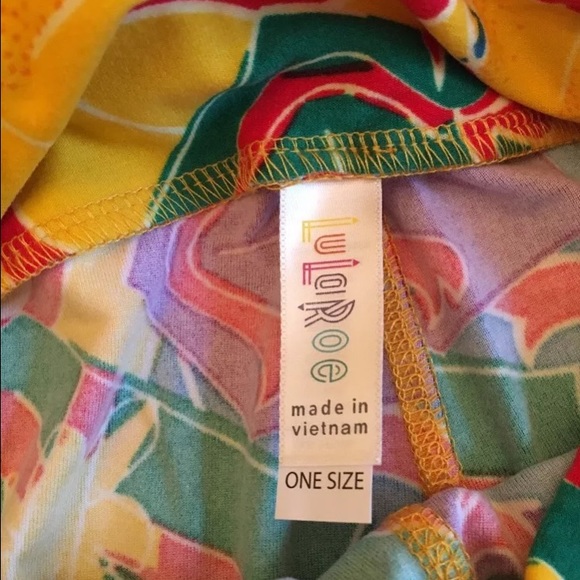 LuLaRoe
made in
vietnam
ONE SIZE